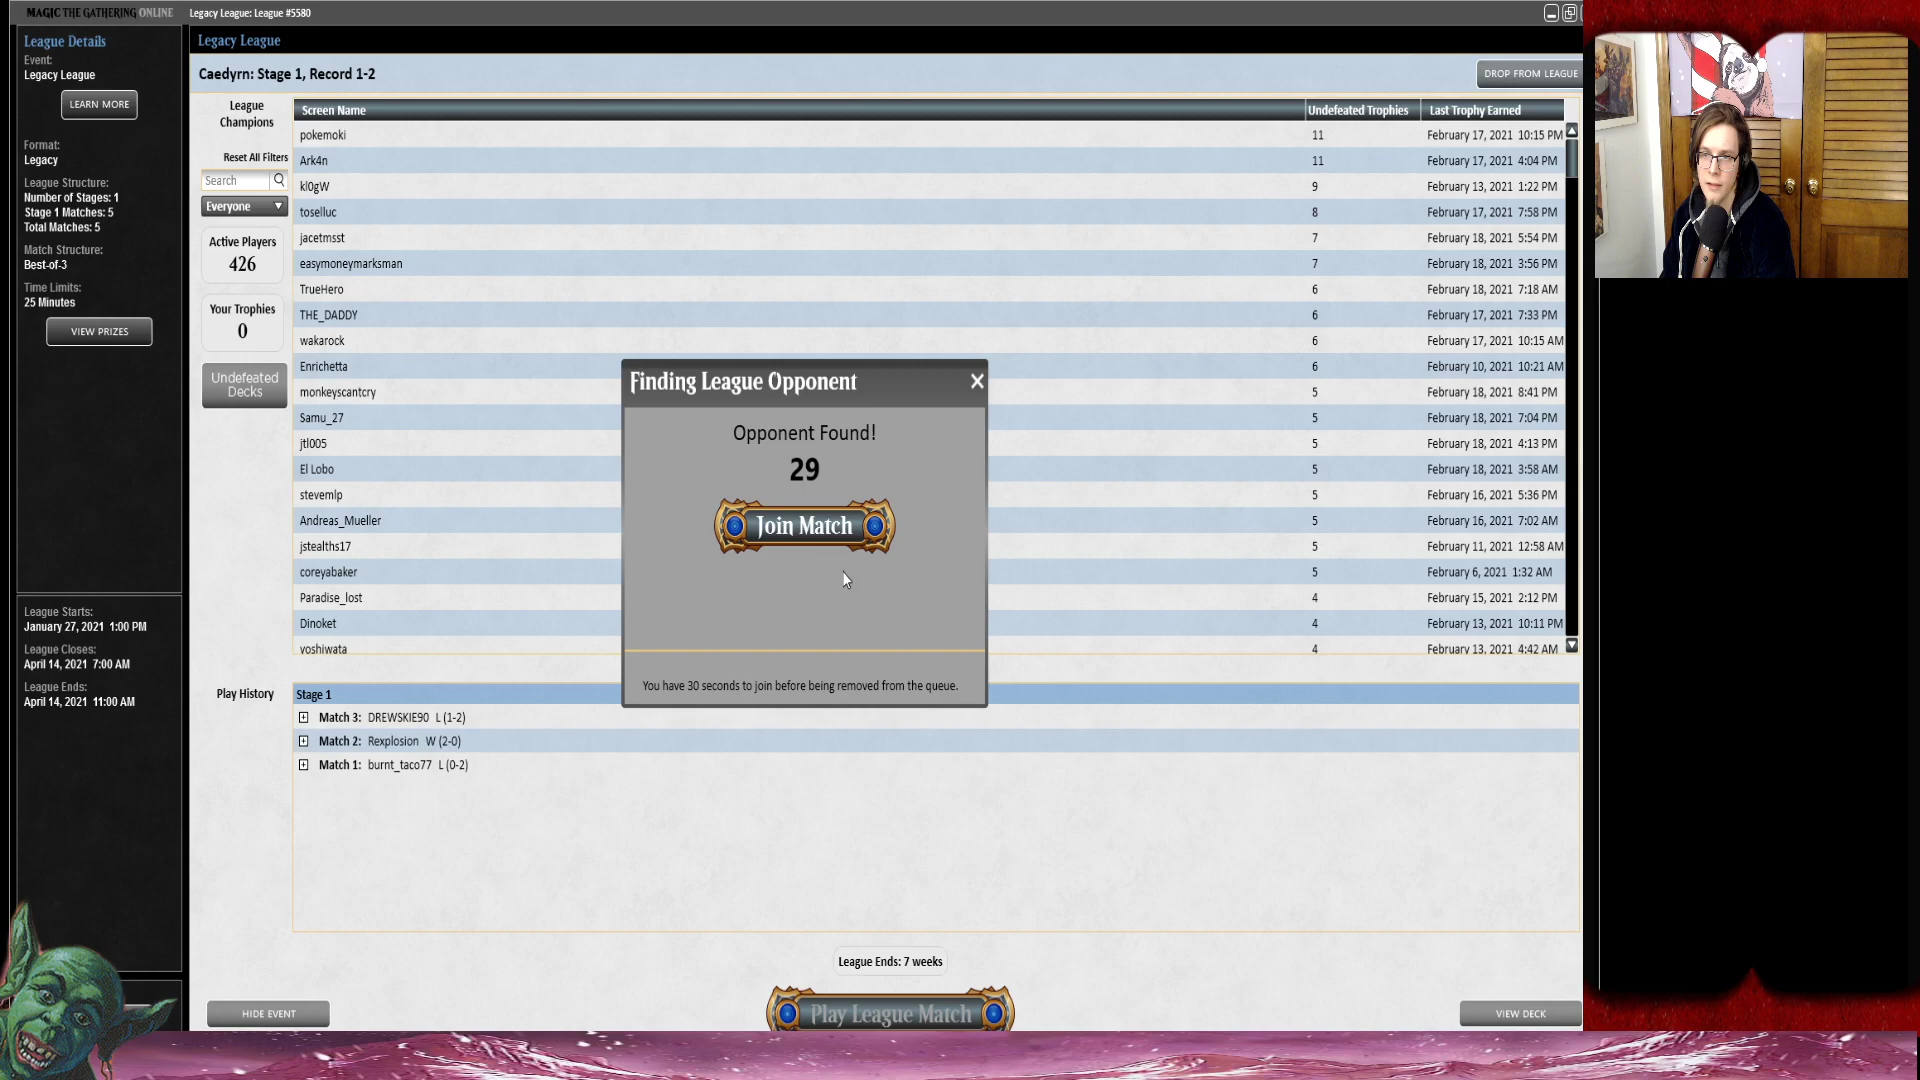 MAGIC THE GATHERING ONLINE
Legacy League: League #5580
League Details
Event:
Legacy League
LEARN MORE
Format:
Legacy
League Structure:
Number of Stages: 1
Stage 1 Matches: 5
Total Matches: 5
Match Structure:
Best-of-3
Time Limits:
25 Minutes
VIEW PRIZES
League Starts:
January 27, 2021 1:00 PM
League Closes:
April 14, 2021 7:00 AM
League Ends:
April 14, 2021 11:00 AM
Legacy League
Caedyrn: Stage 1, Record 1-2
DROP FROM LEAGUE
League
Champions
Reset All Filters
Search
Everyone
Active Players
426
Your Trophies
0
Undefeated
Decks
Screen Name Undefeated Trophies Last Trophy Earned
pokemoki 11 February 17, 2021 10:15 PM
Ark4n 11 February 17, 2021 4:04 PM
kl0gW 9 February 13, 2021 1:22 PM
toselluc 8 February 17, 2021 7:58 PM
jacetmsst 7 February 18, 2021 5:54 PM
easymoneymarksman 7 February 18, 2021 3:56 PM
TrueHero 6 February 18, 2021 7:18 AM
THE_DADDY 6 February 17, 2021 7:33 PM
wakarock 6 February 17, 2021 10:15 AM
Enrichetta 6 February 10, 2021 10:21 AM
monkeyscantcry 5 February 18, 2021 8:41 PM
Samu_27 5 February 18, 2021 7:04 PM
jtl005 5 February 18, 2021 4:13 PM
El Lobo 5 February 18, 2021 3:58 AM
stevemlp 5 February 16, 2021 5:36 PM
Andreas_Mueller 5 February 16, 2021 7:02 AM
jstealths17 5 February 11, 2021 12:58 AM
coreyabaker 5 February 6, 2021 1:32 AM
Paradise_lost 4 February 15, 2021 2:12 PM
Dinoket 4 February 13, 2021 10:11 PM
yoshiwata 4 February 13, 2021 4:42 AM
Finding League Opponent
Opponent Found!
29
Join Match
You have 30 seconds to join before being removed from the queue.
Play History
Stage 1
Match 3: DREWSKIE90 L (1-2)
Match 2: Rexplosion W (2-0)
Match 1: burnt_taco77 L (0-2)
League Ends: 7 weeks
HIDE EVENT
Play League Match
VIEW DECK